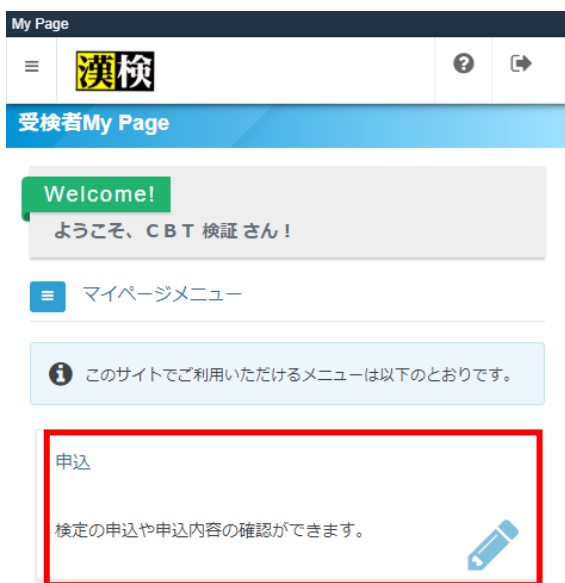 My Page
漢検
受検者My Page
Welcome!
ようこそ、ＣＢＴ 検証 さん！
マイページメニュー
このサイトでご利用いただけるメニューは以下のとおりです。
申込
検定の申込や申込内容の確認ができます。